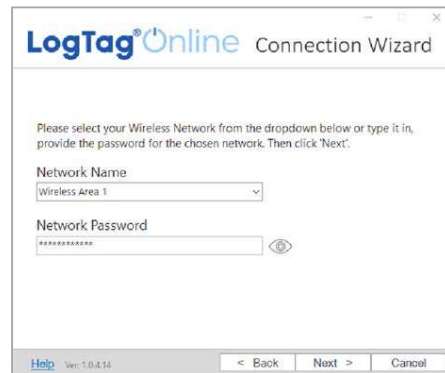 LogTag® Online Connection Wizard
Please select your Wireless Network from the dropdown below or type it in,
provide the password for the chosen network. Then click 'Next'.
Network Name
Wireless Area 1
Network Password
************
Help Ver: 1.0.4.14 < Back Next > Cancel